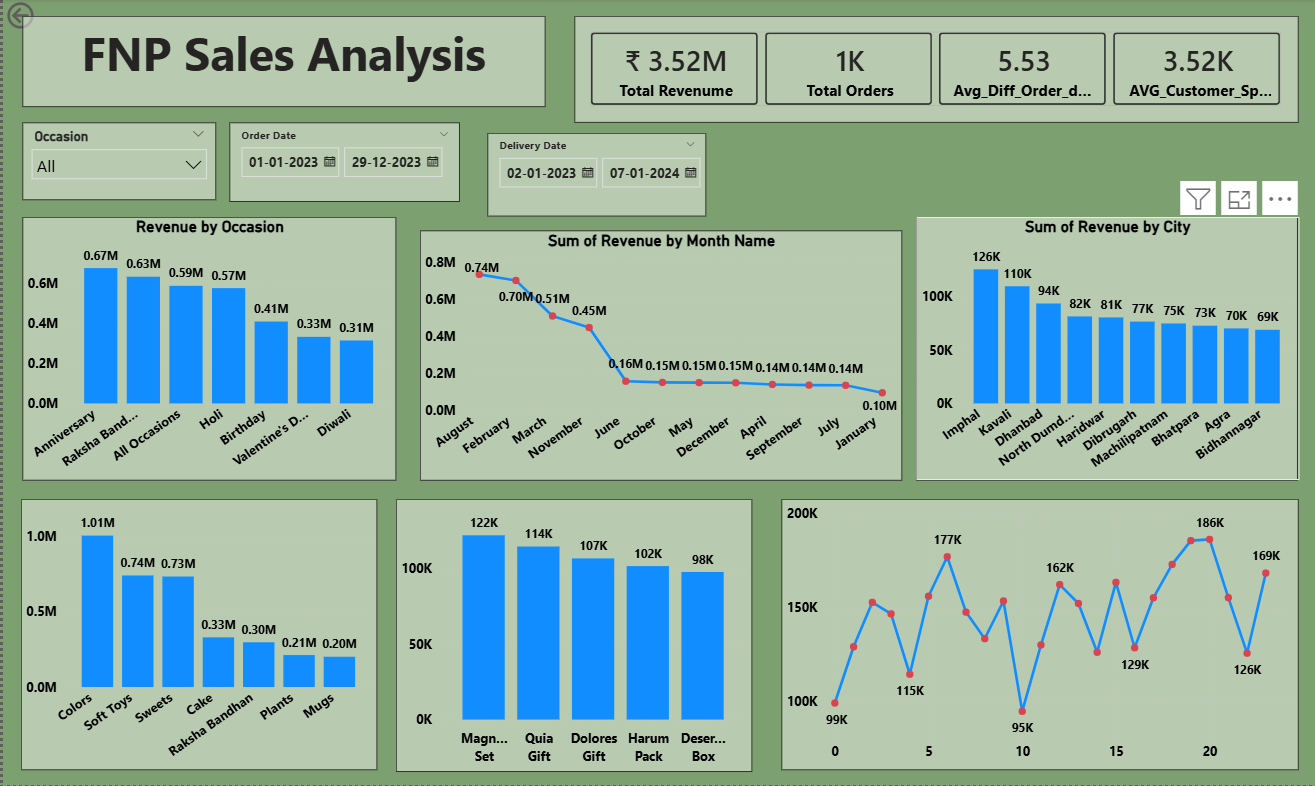 FNP Sales Analysis
₹ 3.52M
Total Revenume
1K
Total Orders
5.53
Avg_Diff_Order_d...
3.52K
AVG_Customer_Sp...
Occasion
All
Order Date
01-01-2023 29-12-2023
Delivery Date
02-01-2023 07-01-2024
Revenue by Occasion
0.6M
0.4M
0.2M
0.0M
0.67M
0.63M
0.59M
0.57M
0.41M
0.33M
0.31M
Anniversary
Raksha Band...
All Occasions
Holi
Birthday
Valentine's D...
Diwali
Sum of Revenue by Month Name
0.8M
0.6M
0.4M
0.2M
0.0M
0.74M
0.70M
0.51M
0.45M
0.16M
0.15M
0.15M
0.15M
0.14M
0.14M
0.14M
0.10M
August
February
March
November
June
October
May
December
April
September
July
January
Sum of Revenue by City
100K
50K
0K
126K
110K
94K
82K
81K
77K
75K
73K
70K
69K
Imphal
Kavali
Dhanbad
North Dumd...
Haridwar
Dibrugarh
Machilipatnam
Bhatpara
Agra
Bidhannagar
1.0M
0.5M
0.0M
1.01M
0.74M
0.73M
0.33M
0.30M
0.21M
0.20M
Colors
Soft Toys
Sweets
Cake
Raksha Bandhan
Plants
Mugs
100K
50K
0K
122K
114K
107K
102K
98K
Magn...
Set
Quia
Gift
Dolores
Gift
Harum
Pack
Deser...
Box
200K
150K
100K
99K
115K
177K
95K
162K
129K
186K
126K
169K
0
5
10
15
20